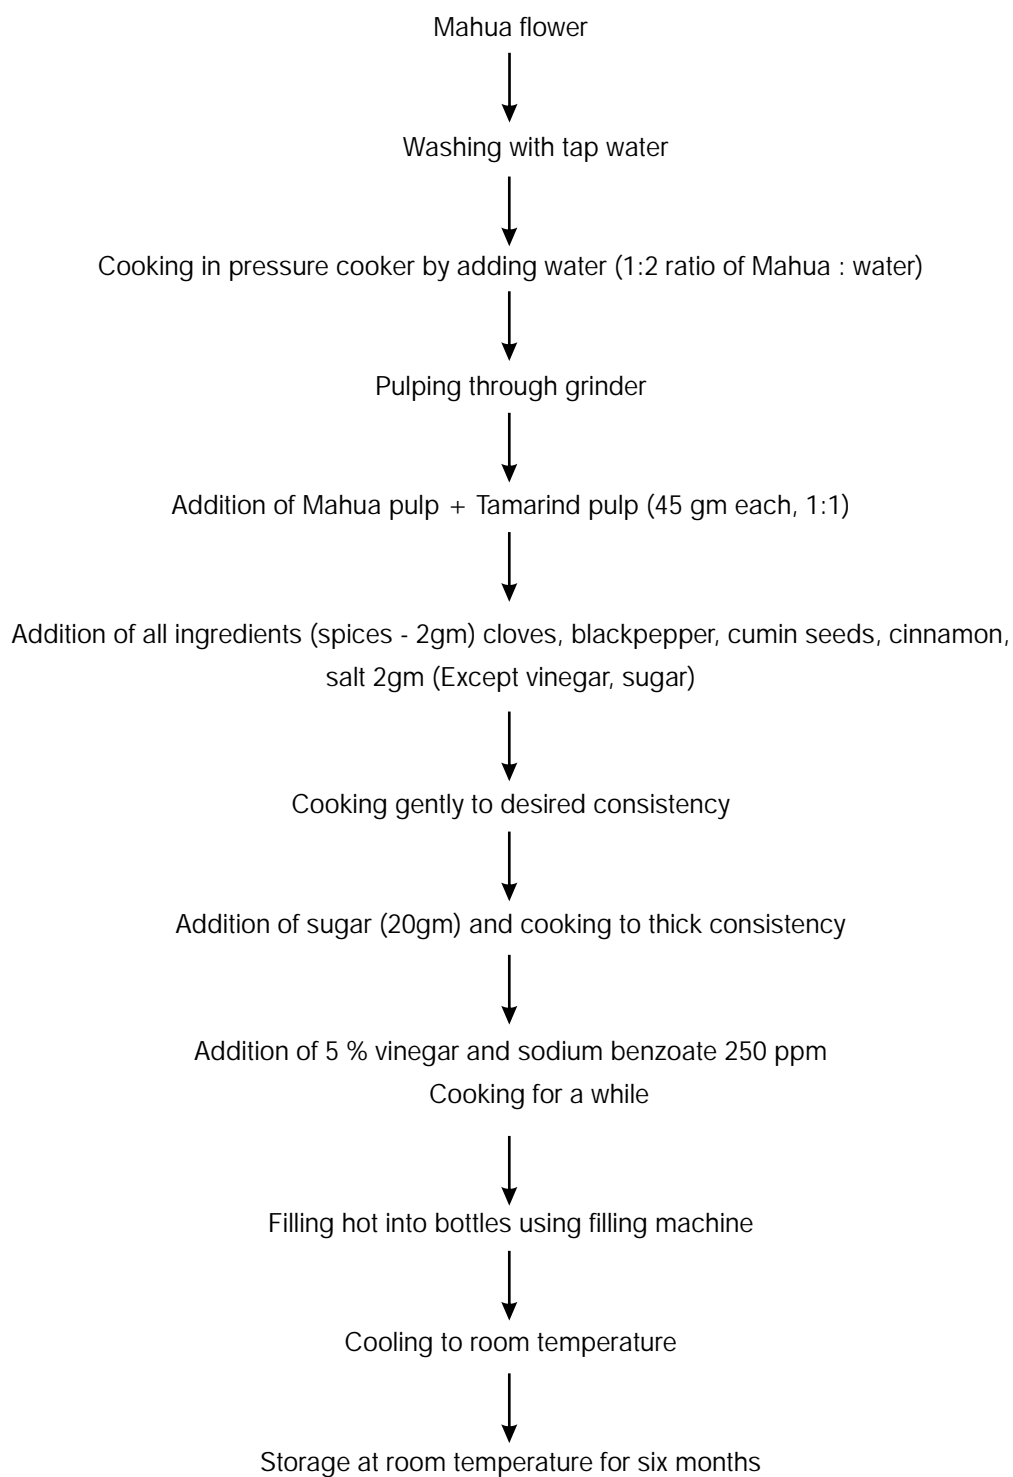 Mahua flower
Washing with tap water
Cooking in pressure cooker by adding water (1:2 ratio of Mahua : water)
Pulping through grinder
Addition of Mahua pulp + Tamarind pulp (45 gm each, 1:1)
Addition of all ingredients (spices - 2gm) cloves, blackpepper, cumin seeds, cinnamon,
salt 2gm (Except vinegar, sugar)
Cooking gently to desired consistency
Addition of sugar (20gm) and cooking to thick consistency
Addition of 5 % vinegar and sodium benzoate 250 ppm
Cooking for a while
Filling hot into bottles using filling machine
Cooling to room temperature
Storage at room temperature for six months